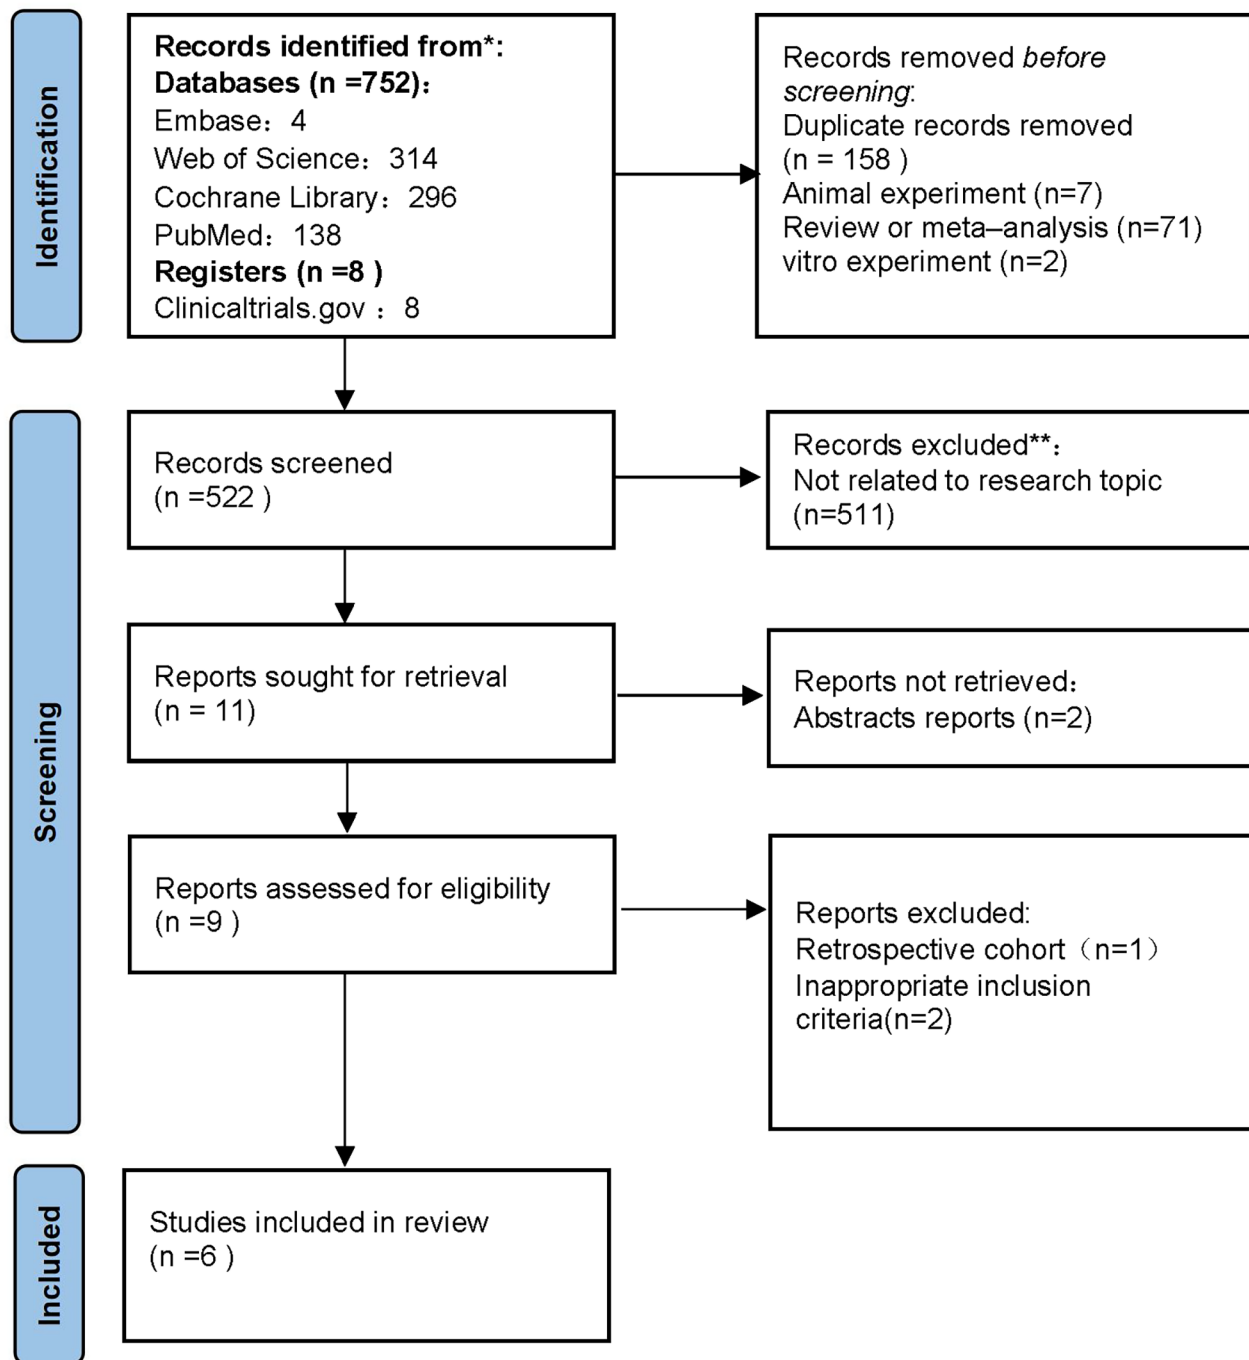 Identification
Records identified from*:
Databases (n =752)：
Embase：4
Web of Science：314
Cochrane Library：296
PubMed：138
Registers (n =8 )
Clinicaltrials.gov ：8
Records removed before
screening:
Duplicate records removed
(n = 158 )
Animal experiment (n=7)
Review or meta–analysis (n=71)
vitro experiment (n=2)
Screening
Records screened
(n =522 )
Records excluded**：
Not related to research topic
(n=511)
Reports sought for retrieval
(n = 11)
Reports not retrieved：
Abstracts reports (n=2)
Reports assessed for eligibility
(n =9 )
Reports excluded:
Retrospective cohort（n=1）
Inappropriate inclusion
criteria(n=2)
Included
Studies included in review
(n =6 )